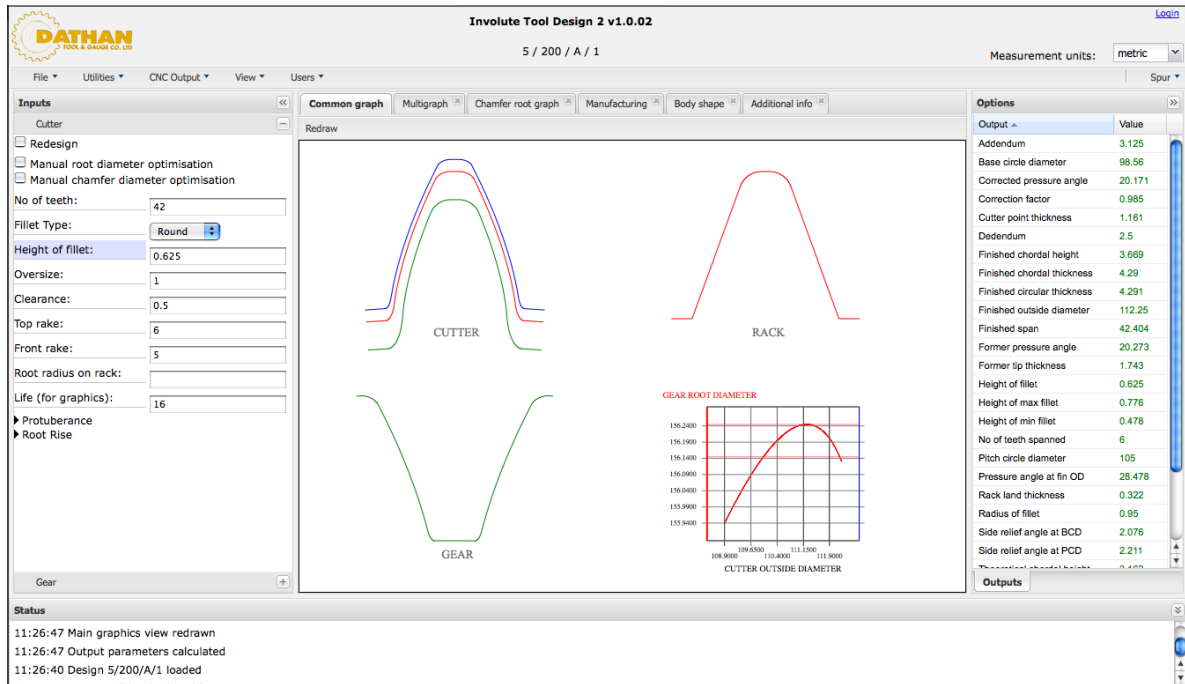 DATHAN
TOOL & GAUGE CO. LTD
Involute Tool Design 2 v1.0.02
5 / 200 / A / 1
Login
Measurement units: metric
File Utilities CNC Output View Users Spur
Inputs
Cutter
Redesign
Manual root diameter optimisation
Manual chamfer diameter optimisation
No of teeth: 42
Fillet Type: Round
Height of fillet: 0.625
Oversize: 1
Clearance: 0.5
Top rake: 6
Front rake: 5
Root radius on rack:
Life (for graphics): 16
Protuberance
Root Rise
Gear
Common graph Multigraph Chamfer root graph Manufacturing Body shape Additional info
Redraw
CUTTER
RACK
GEAR
GEAR ROOT DIAMETER
156.2400
156.1900
156.1400
156.0900
156.0400
155.9900
155.9400
109.6500 111.1500
108.9000 110.4000 111.9000
CUTTER OUTSIDE DIAMETER
Options
Output Value
Addendum 3.125
Base circle diameter 98.56
Corrected pressure angle 20.171
Correction factor 0.985
Cutter point thickness 1.161
Dedendum 2.5
Finished chordal height 3.669
Finished chordal thickness 4.29
Finished circular thickness 4.291
Finished outside diameter 112.25
Finished span 42.404
Former pressure angle 20.273
Former tip thickness 1.743
Height of fillet 0.625
Height of max fillet 0.776
Height of min fillet 0.478
No of teeth spanned 6
Pitch circle diameter 105
Pressure angle at fin OD 28.478
Rack land thickness 0.322
Radius of fillet 0.95
Side relief angle at BCD 2.076
Side relief angle at PCD 2.211
Outputs
Status
11:26:47 Main graphics view redrawn
11:26:47 Output parameters calculated
11:26:40 Design 5/200/A/1 loaded